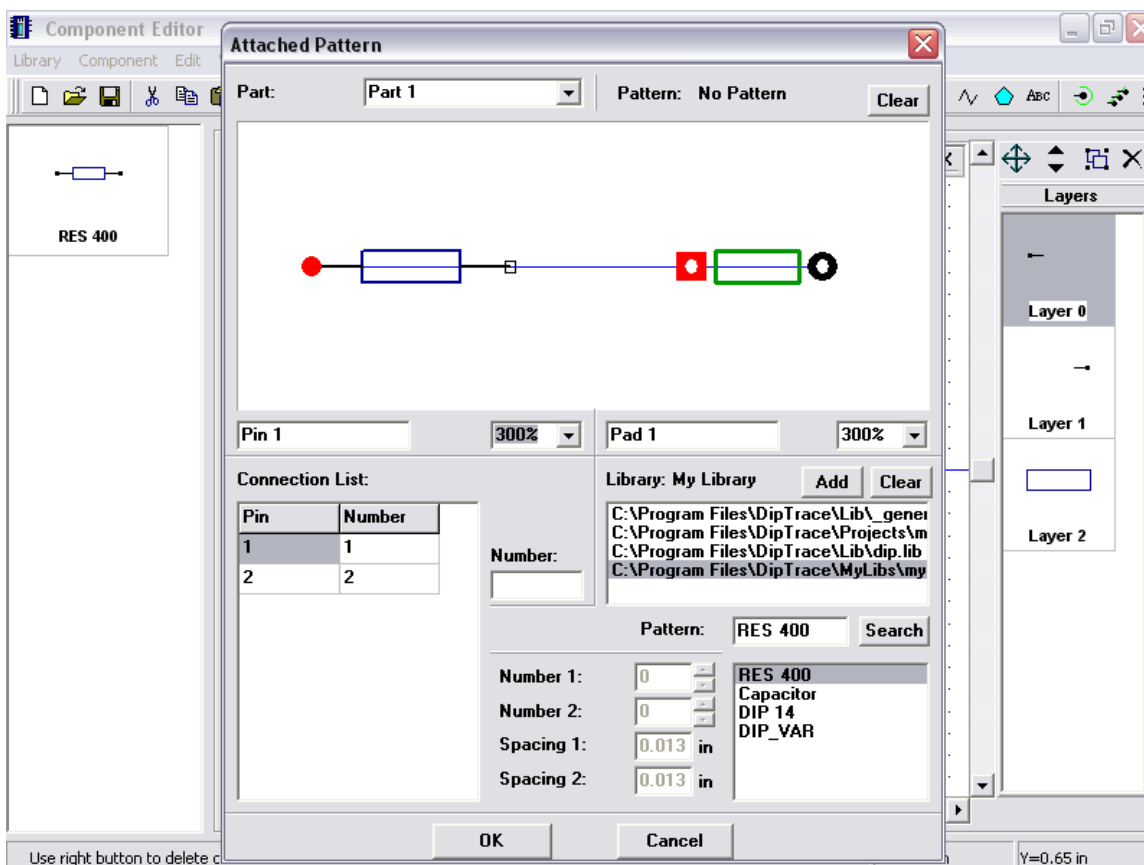 Component Editor
Library Component Edit
Attached Pattern
Part: Part 1
Pattern: No Pattern
Clear
ABC
RES 400
Layers
Layer 0
Layer 1
Layer 2
Pin 1
300%
Pad 1
300%
Connection List:
Pin Number
1 1
2 2
Number:
Library: My Library
Add
Clear
C:\Program Files\DipTrace\Lib\_gener
C:\Program Files\DipTrace\Projects\m
C:\Program Files\DipTrace\Lib\dip.lib
C:\Program Files\DipTrace\MyLibs\my
Pattern: RES 400
Search
Number 1: 0
Number 2: 0
Spacing 1: 0.013 in
Spacing 2: 0.013 in
RES 400
Capacitor
DIP 14
DIP_VAR
OK
Cancel
Use right button to delete c
Y=0.65 in